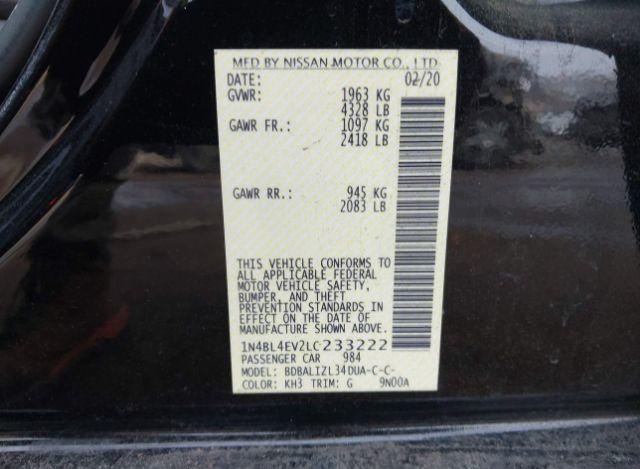 MFD BY NISSAN MOTOR CO., LTD
DATE: 02/20
GVWR: 1963 KG
4328 LB
GAWR FR.: 1097 KG
2418 LB
GAWR RR.: 945 KG
2083 LB
THIS VEHICLE CONFORMS TO
ALL APPLICABLE FEDERAL
MOTOR VEHICLE SAFETY,
BUMPER, AND THEFT
PREVENTION STANDARDS IN
EFFECT ON THE DATE OF
MANUFACTURE SHOWN ABOVE.
1N4BL4EV2LC233222
PASSENGER CAR 984
MODEL: BDBALIZL34DUA-C-C-
COLOR: KH3 TRIM: G 9N00A